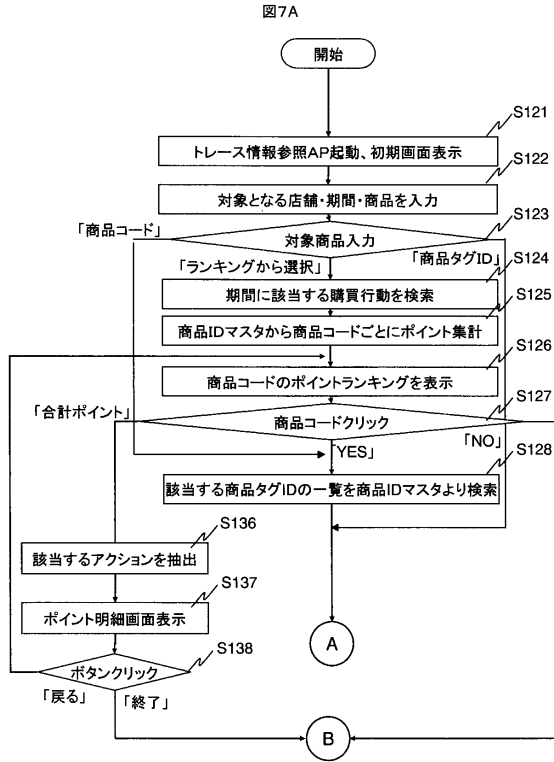 図7A
開始
S121
トレース情報参照AP起動、初期画面表示
S122
対象となる店舗・期間・商品を入力
S123
「商品コード」
対象商品入力
S124
「ランキングから選択」
「商品タグID」
期間に該当する購買行動を検索
S125
商品IDマスタから商品コードごとにポイント集計
S126
商品コードのポイントランキングを表示
S127
「合計ポイント」
商品コードクリック
「NO」
「YES」
S128
該当する商品タグIDの一覧を商品IDマスタより検索
S136
該当するアクションを抽出
S137
ポイント明細画面表示
A
S138
ボタンクリック
「戻る」
「終了」
B